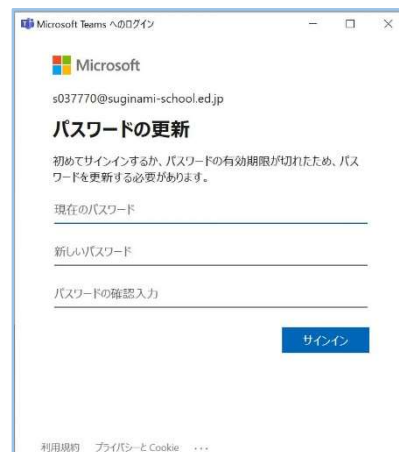 Microsoft Teams へのログイン
Microsoft
s037770@suginami-school.ed.jp
パスワードの更新
初めてサインインするか、パスワードの有効期限が切れたため、パス
ワードを更新する必要があります。
現在のパスワード
新しいパスワード
パスワードの確認入力
サインイン
利用規約 プライバシーと Cookie ...